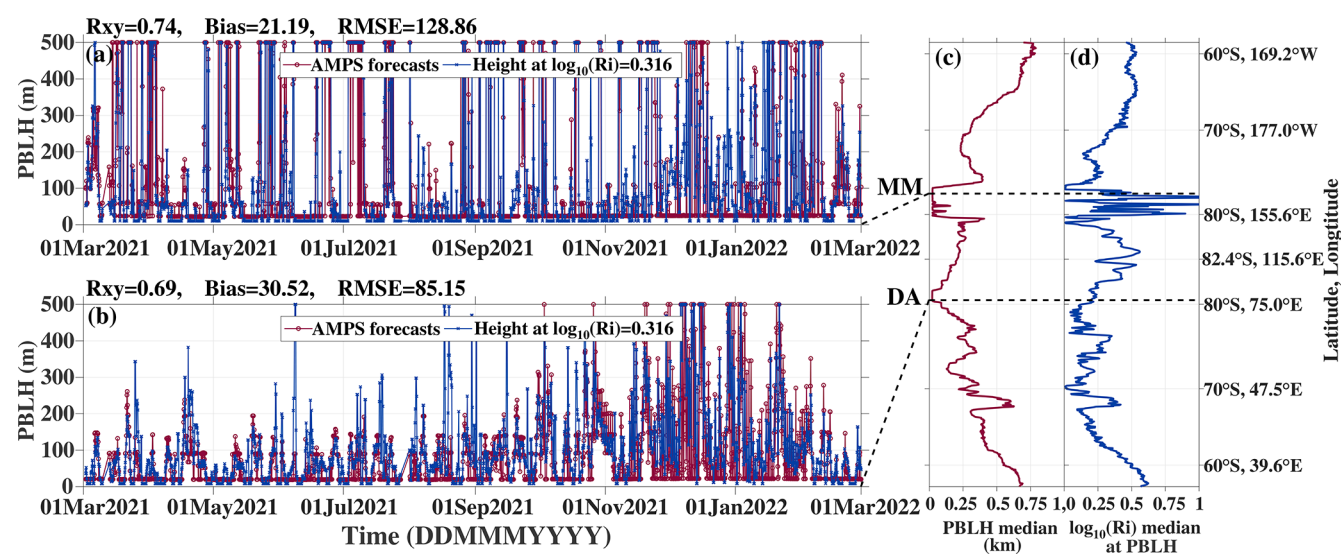 Rxy=0.74, Bias=21.19, RMSE=128.86
(a)
AMPS forecasts Height at log10(Ri)=0.316
500
400
300
200
100
0
PBLH (m)
01Mar2021 01May2021 01Jul2021 01Sep2021 01Nov2021 01Jan2022 01Mar2022
Rxy=0.69, Bias=30.52, RMSE=85.15
(b)
AMPS forecasts Height at log10(Ri)=0.316
500
400
300
200
100
0
PBLH (m)
01Mar2021 01May2021 01Jul2021 01Sep2021 01Nov2021 01Jan2022 01Mar2022
Time (DDMMMYYYY)
(c) (d)
MM
DA
60°S, 169.2°W
70°S, 177.0°W
80°S, 155.6°E
82.4°S, 115.6°E
80°S, 75.0°E
70°S, 47.5°E
60°S, 39.6°E
Latitude, Longtitude
0 0.25 0.5 0.75 1,0 0.25 0.5 0.75 1
PBLH median
(km)
log10(Ri) median
at PBLH